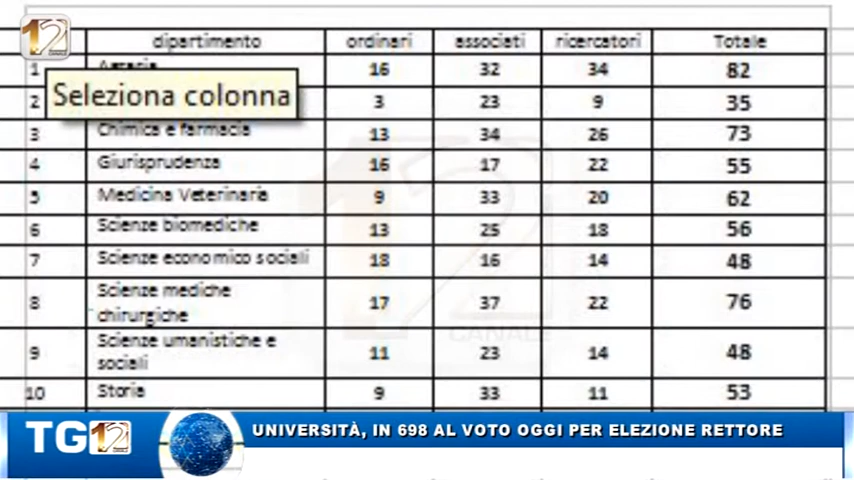 12
CANALE
dipartimento ordinari associati ricercatori Totale
1 Agraria 16 32 34 82
Seleziona colonna
2 3 23 9 35
3 Chimica e farmacia 13 34 26 73
4 Giurisprudenza 16 17 22 55
5 Medicina Veterinaria 9 33 20 62
6 Scienze biomediche 13 25 18 56
7 Scienze economico sociali 18 16 14 48
8 Scienze mediche
chirurgiche 17 37 22 76
9 Scienze umanistiche e
sociali 11 23 14 48
10 Storia 9 33 11 53
12
CANALE
TG12
UNIVERSITÀ, IN 698 AL VOTO OGGI PER ELEZIONE RETTORE